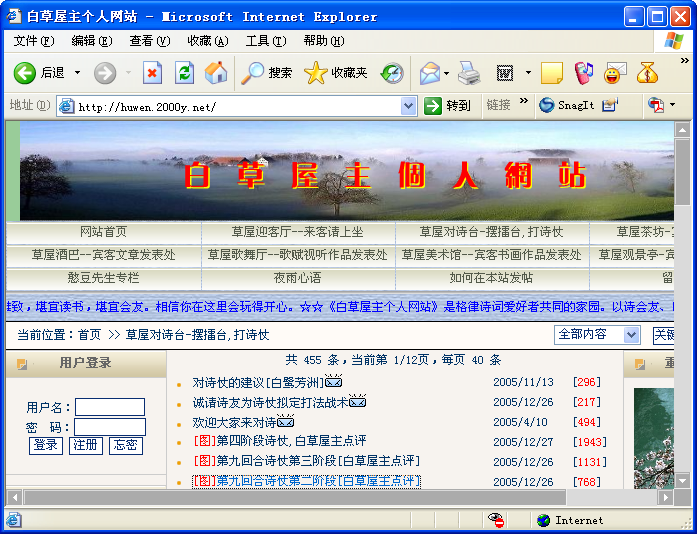 白草屋主个人网站 - Microsoft Internet Explorer
文件(F) 编辑(E) 查看(V) 收藏(A) 工具(T) 帮助(H)
后退 搜索 收藏夹
地址(D) http://huwen.2000y.net/ 转到 链接 » SnagIt
白草屋主個人網站
网站首页 草屋迎客厅--来客请上坐 草屋对诗台-摆擂台,打诗仗 草屋茶坊-
草屋酒巴--宾客文章发表处 草屋歌舞厅--歌赋视听作品发表处 草屋美术馆--宾客书画作品发表处 草屋观景亭-
憨豆先生专栏 夜雨心语 如何在本站发帖 留
雅致，堪宜读书，堪宜会友。相信你在这里会玩得开心。☆☆《白草屋主个人网站》是格律诗词爱好者共同的家园。以诗会友、
当前位置：首页 >> 草屋对诗台-摆擂台,打诗仗 全部内容 关键
用户登录 共 455 条，当前第 1/12页，每页 40 条
对诗仗的建议[白鹭芳洲] 2005/11/13 [296]
用户名： 诚请诗友为诗仗拟定打法战术 2005/12/26 [217]
密 码： 欢迎大家来对诗 2005/4/10 [494]
登录 注册 忘密 [图]第四阶段诗仗,白草屋主点评 2005/12/27 [1943]
[图]第九回合诗仗第三阶段[白草屋主点评] 2005/12/26 [1131]
[图]第九回合诗仗第二阶段[白草屋主点评] 2005/12/26 [768]
Internet